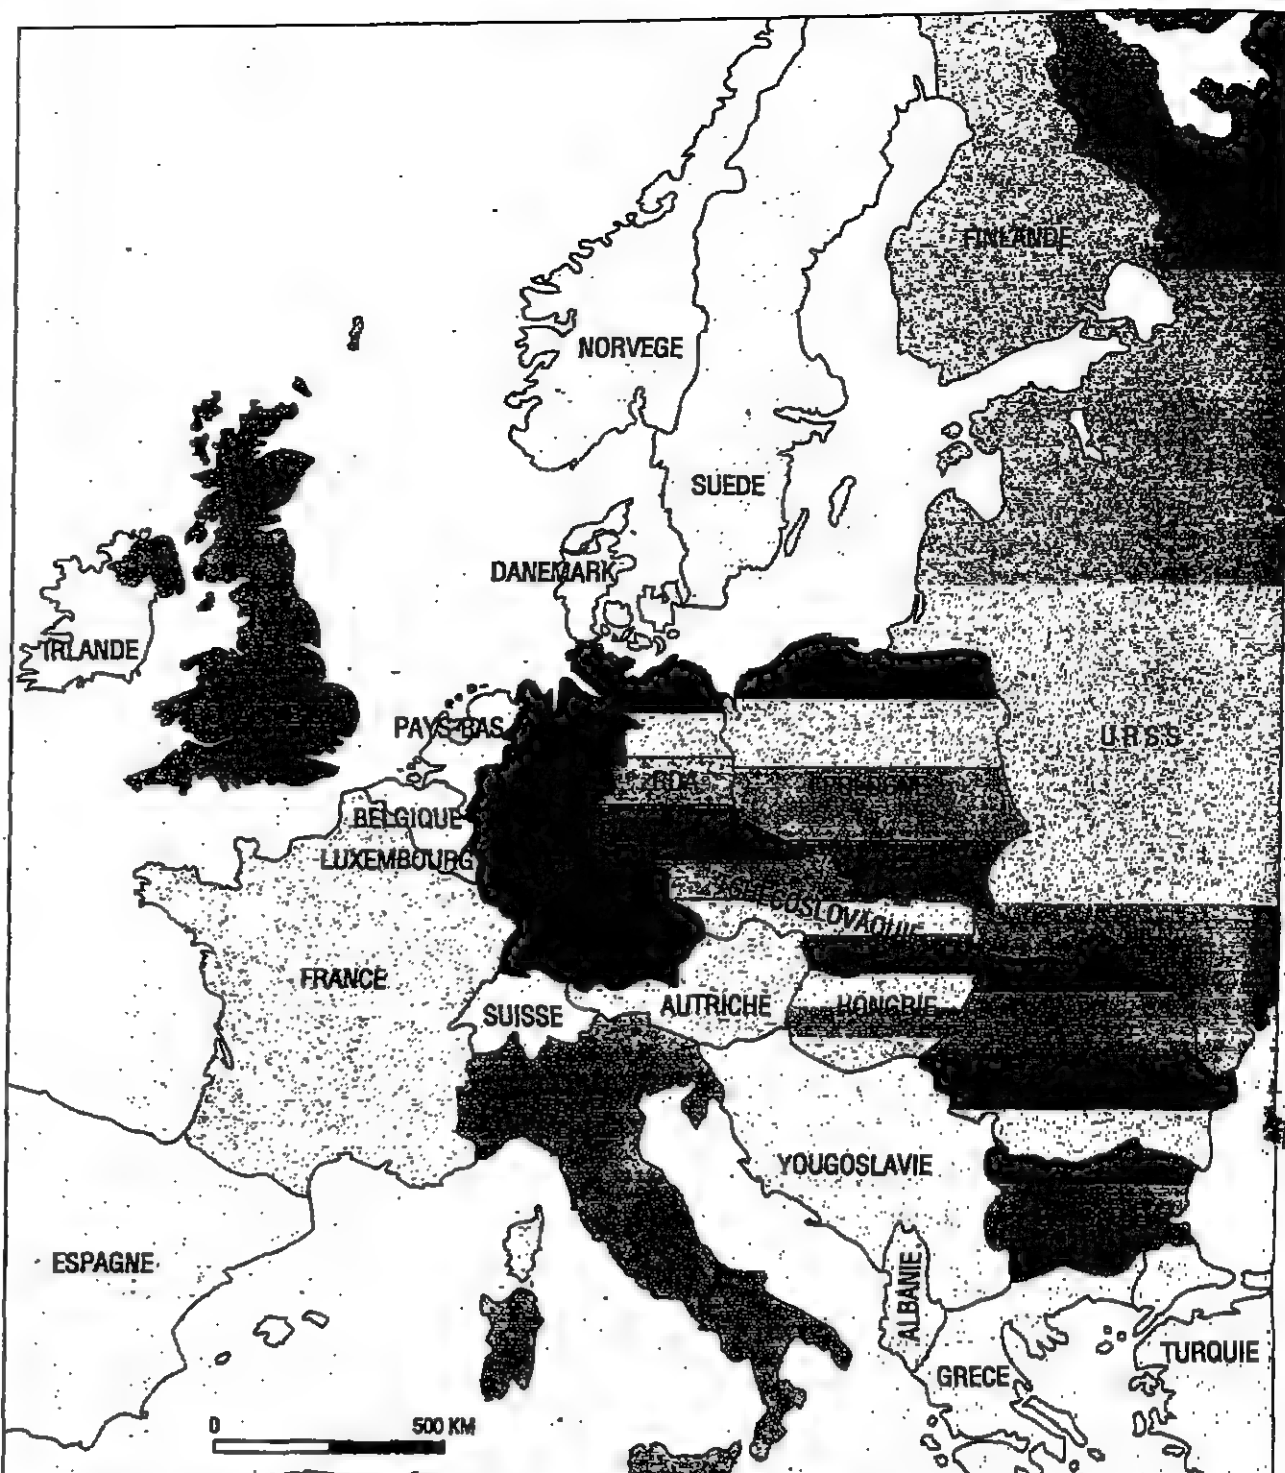 FINLANDE
NORVEGE
SUEDE
DANEMARK
IRLANDE
PAYS-BAS
U.R.S.S
RDA
BELGIQUE
LUXEMBOURG
FRANCE
SUISSE
AUTRICHE
HONGRIE
YOUGOSLAVIE
ESPAGNE
ALBANIE
TURQUIE
GRECE
0 500 KM